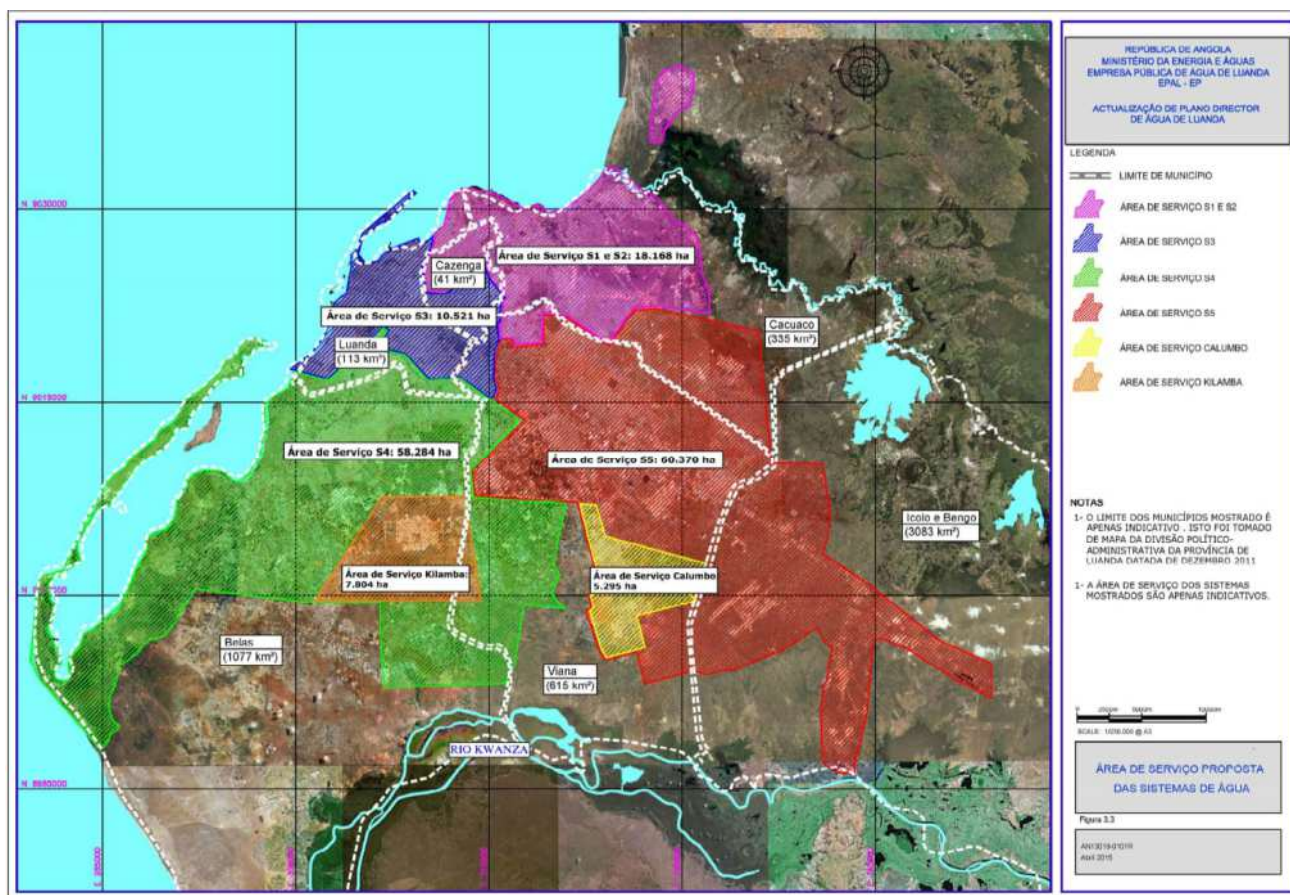 REPÚBLICA DE ANGOLA
MINISTÉRIO DA ENERGIA E ÁGUAS
EMPRESA PÚBLICA DE ÁGUA DE LUANDA
EPAL - EP
ACTUALIZAÇÃO DE PLANO DIRECTOR
DE ÁGUA DE LUANDA
LEGENDA
LIMITE DE MUNICÍPIO
ÁREA DE SERVIÇO S1 E S2
ÁREA DE SERVIÇO S3
ÁREA DE SERVIÇO S4
ÁREA DE SERVIÇO S5
ÁREA DE SERVIÇO CALUMBO
ÁREA DE SERVIÇO KILAMBA
NOTAS
1- O LIMITE DOS MUNICÍPIOS MOSTRADO É
APENAS INDICATIVO . ISTO FOI TOMADO
DE MAPA DA DIVISÃO POLÍTICO-
ADMINISTRATIVA DA PROVÍNCIA DE
LUANDA DATADA DE DEZEMBRO 2011
1- A ÁREA DE SERVIÇO DOS SISTEMAS
MOSTRADOS SÃO APENAS INDICATIVOS.
ÁREA DE SERVIÇO PROPOSTA
DAS SISTEMAS DE ÁGUA
Figura 3.3
Abril 2015
N 9030000
Cazenga
(41 km²)
Área de Serviço S1 e S2: 18.168 ha
Área de Serviço S3: 10.521 ha
Luanda
(113 km²)
Cacuaco
(335 km²)
N 9015000
Área de Serviço S4: 58.284 ha
Área de Serviço S5: 60.370 ha
Icolo e Bengo
(3083 km²)
Área de Serviço Kilamba:
7.804 ha
Área de Serviço Calumbo
5.295 ha
Belas
(1077 km²)
Viana
(615 km²)
RIO KWANZA